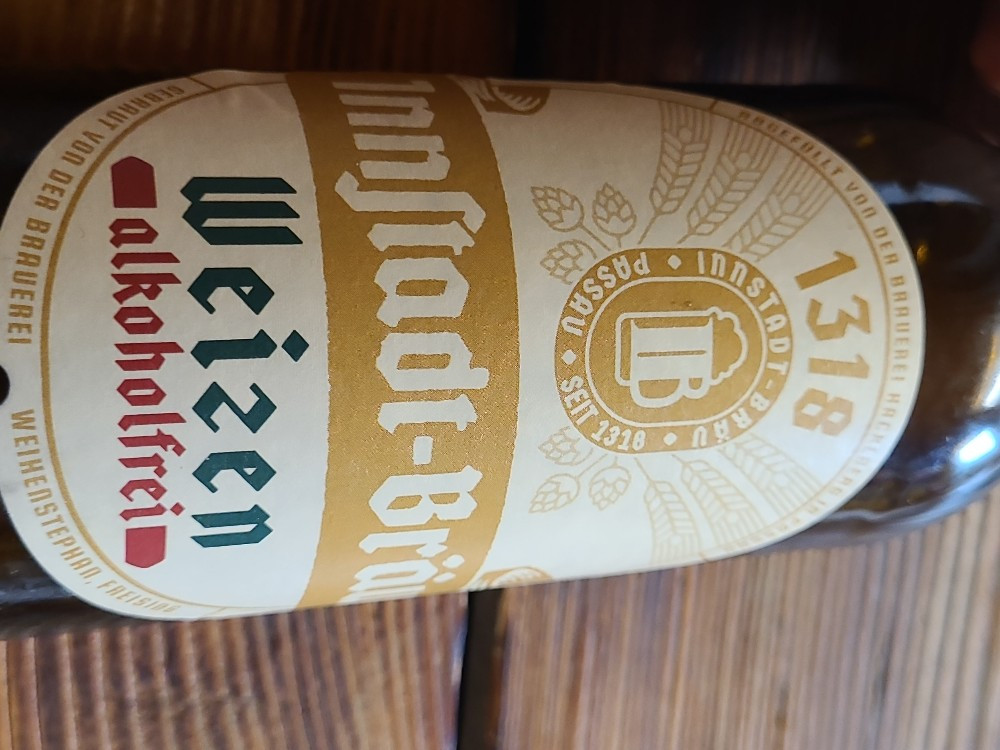 ABGEFÜLLT VON DER BRAUEREI HACKLBERG
1318
INNSTADT-BRÄU • SEIT 1318 • PASSAU •
Innstadt-Bräu
Weizen
alkoholfrei
GEBRAUT VON DER BRAUEREI WEIHENSTEPHAN, FREISING